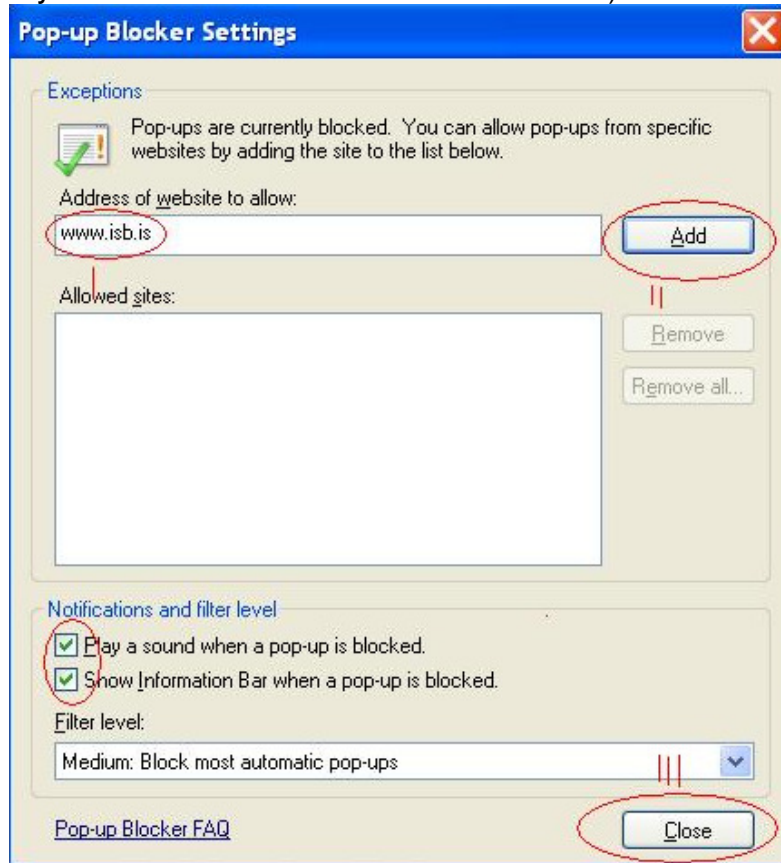 Pop-up Blocker Settings
Exceptions
Pop-ups are currently blocked. You can allow pop-ups from specific
websites by adding the site to the list below.
Address of website to allow:
www.isb.is
Add
I
Allowed sites:
II
Remove
Remove all...
Notifications and filter level
Play a sound when a pop-up is blocked.
Show Information Bar when a pop-up is blocked.
Filter level:
Medium: Block most automatic pop-ups
III
Pop-up Blocker FAQ
Close